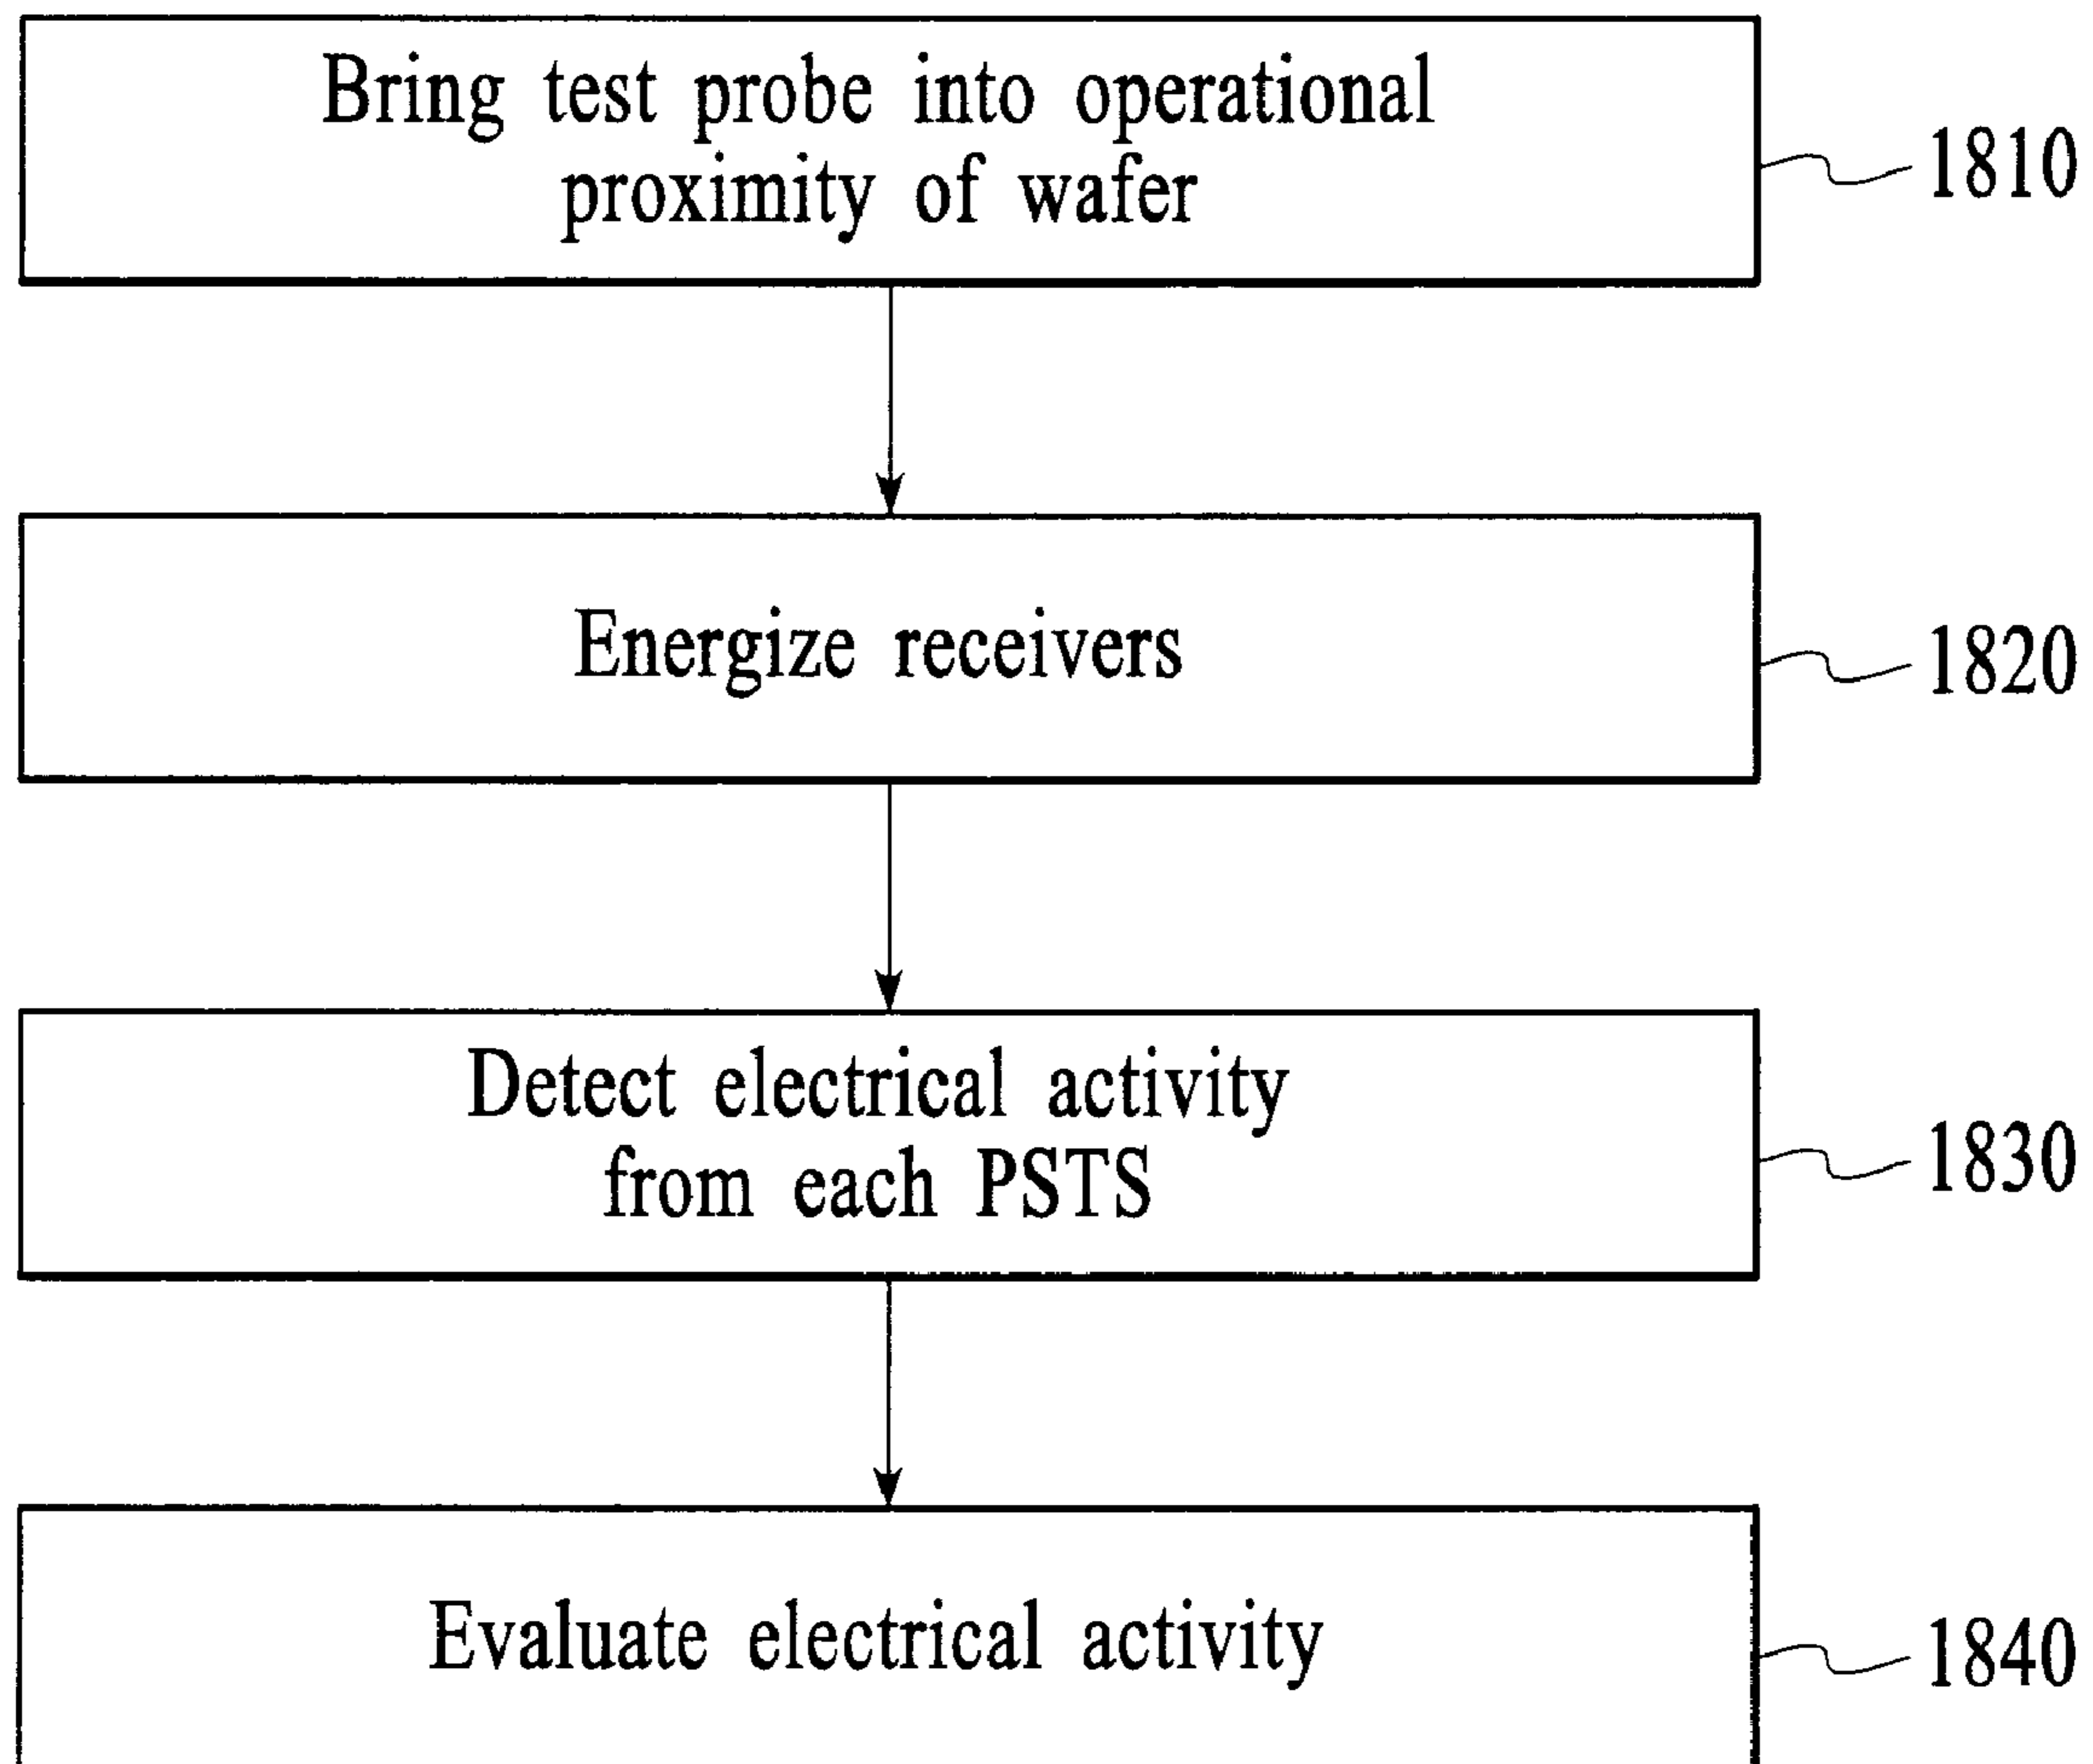 Bring test probe into operational
proximity of wafer
1810
Energize receivers
1820
Detect electrical activity
from each PSTS
1830
Evaluate electrical activity
1840